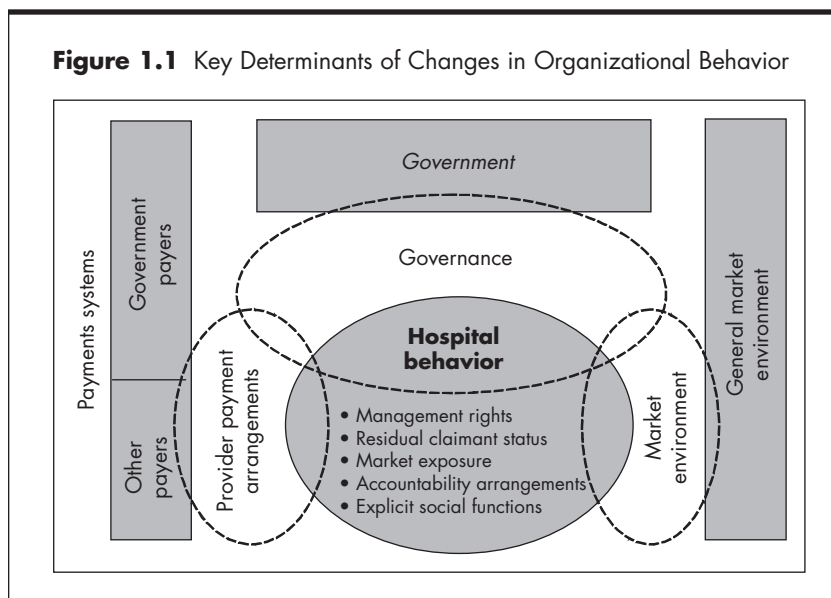 Figure 1.1 Key Determinants of Changes in Organizational Behavior
Government
Payments systems
Government
payers
Other
payers
Governance
Provider payment
arrangements
Hospital
behavior
• Management rights
• Residual claimant status
• Market exposure
• Accountability arrangements
• Explicit social functions
Market
environment
General market
environment